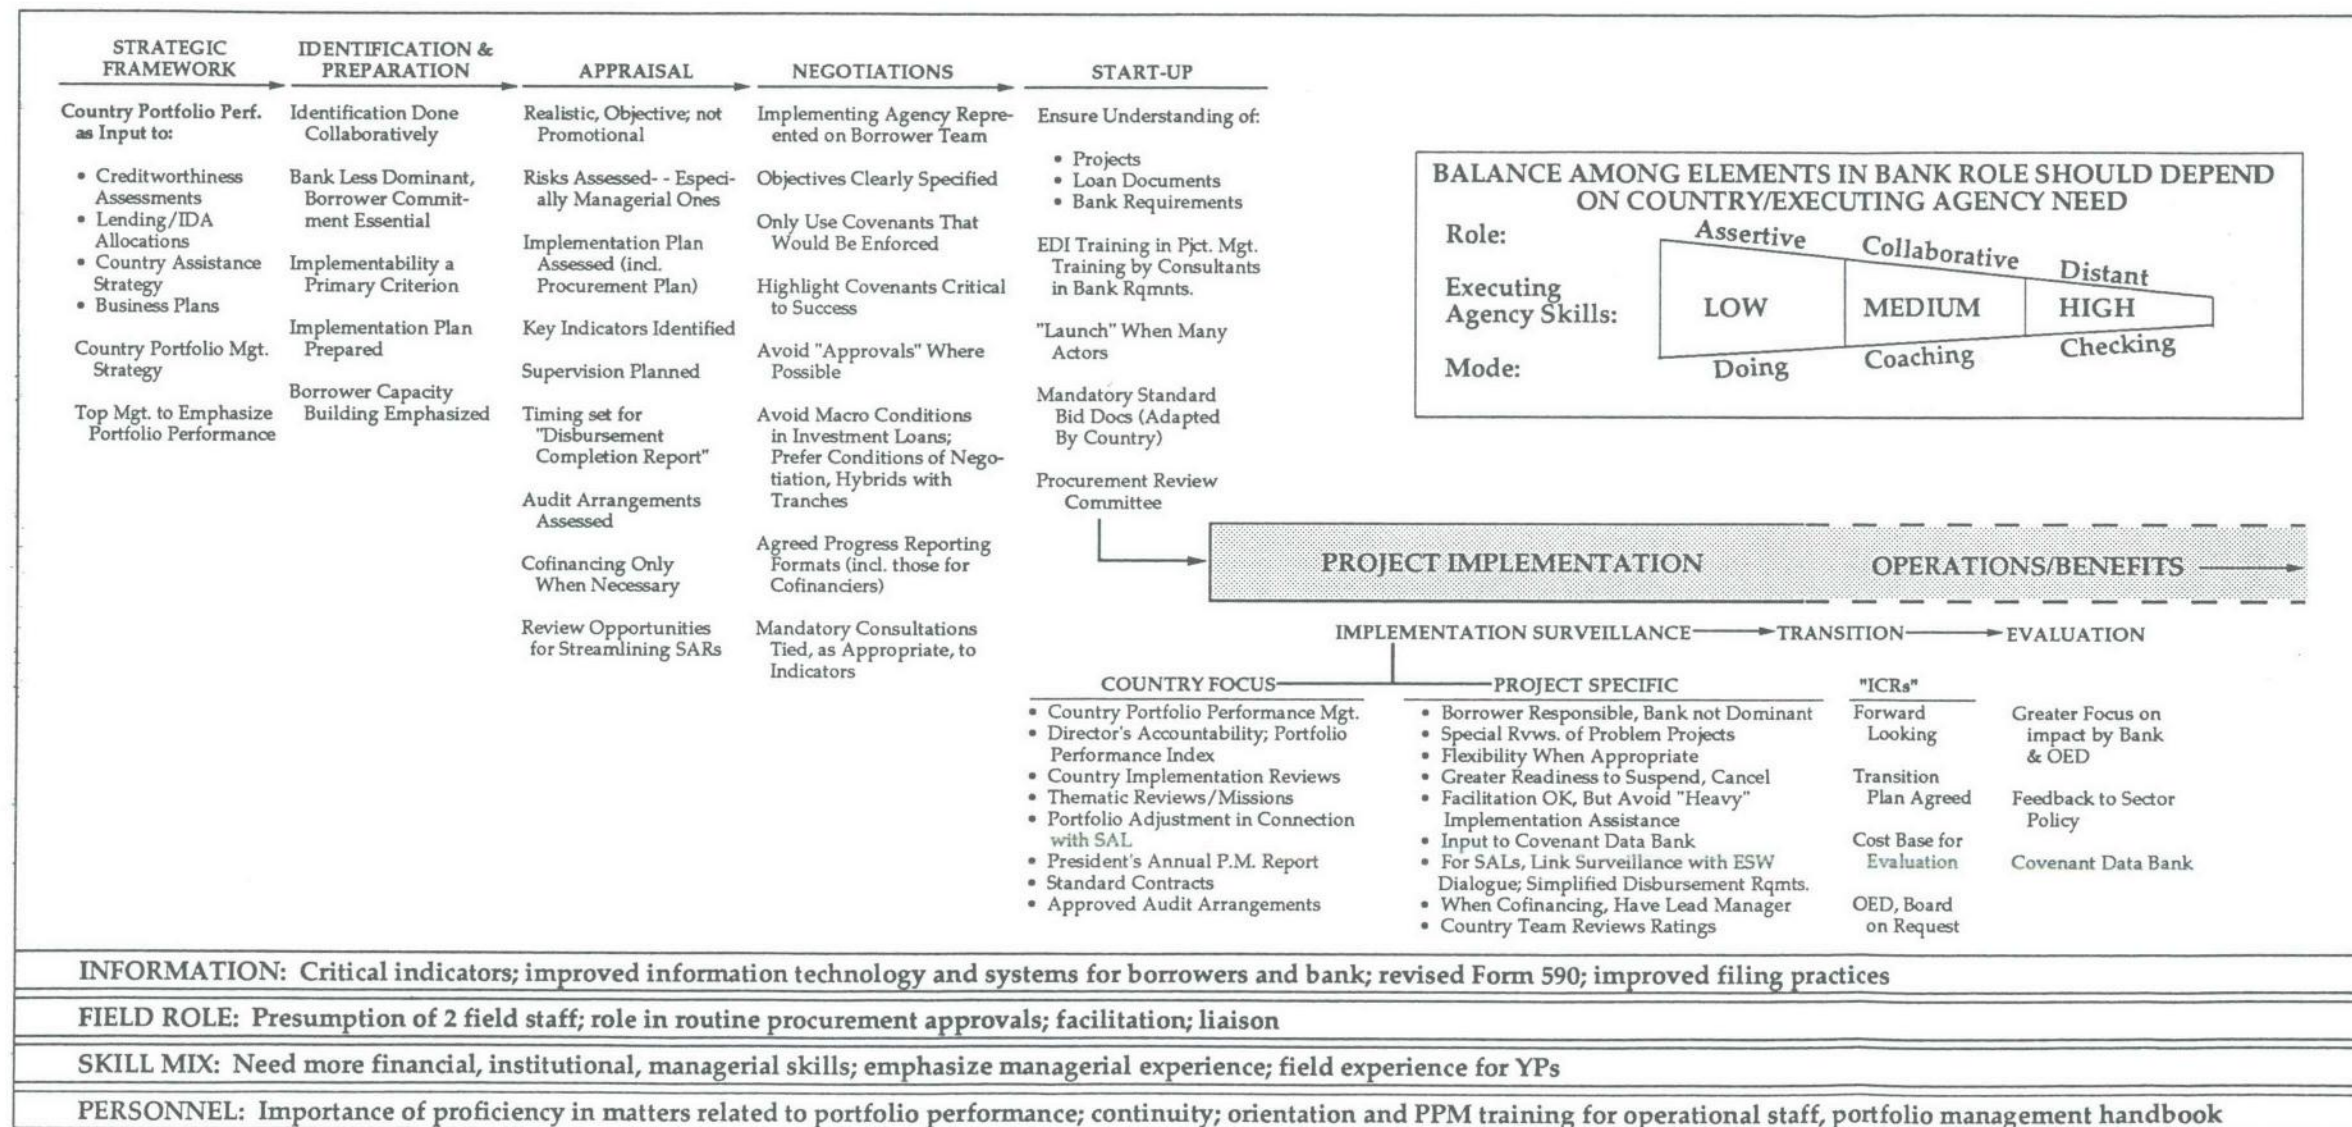 STRATEGIC
FRAMEWORK
Country Portfolio Perf.
as Input to:
• Creditworthiness
Assessments
• Lending/IDA
Allocations
• Country Assistance
Strategy
• Business Plans
Country Portfolio Mgt.
Strategy
Top Mgt. to Emphasize
Portfolio Performance
IDENTIFICATION &
PREPARATION
Identification Done
Collaboratively
Bank Less Dominant,
Borrower Commit-
ment Essential
Implementability a
Primary Criterion
Implementation Plan
Prepared
Borrower Capacity
Building Emphasized
APPRAISAL
Realistic, Objective; not
Promotional
Risks Assessed- - Especi-
ally Managerial Ones
Implementation Plan
Assessed (incl.
Procurement Plan)
Key Indicators Identified
Supervision Planned
Timing set for
"Disbursement
Completion Report"
Audit Arrangements
Assessed
Cofinancing Only
When Necessary
Review Opportunities
for Streamlining SARs
NEGOTIATIONS
Implementing Agency Repre-
ented on Borrower Team
Objectives Clearly Specified
Only Use Covenants That
Would Be Enforced
Highlight Covenants Critical
to Success
Avoid "Approvals" Where
Possible
Avoid Macro Conditions
in Investment Loans;
Prefer Conditions of Nego-
tiation, Hybrids with
Tranches
Agreed Progress Reporting
Formats (incl. those for
Cofinanciers)
Mandatory Consultations
Tied, as Appropriate, to
Indicators
START-UP
Ensure Understanding of:
• Projects
• Loan Documents
• Bank Requirements
EDI Training in Pjct. Mgt.
Training by Consultants
in Bank Rqmnts.
"Launch" When Many
Actors
Mandatory Standard
Bid Docs (Adapted
By Country)
Procurement Review
Committee
BALANCE AMONG ELEMENTS IN BANK ROLE SHOULD DEPEND
ON COUNTRY/EXECUTING AGENCY NEED
Role: Assertive Collaborative Distant
Executing
Agency Skills: LOW MEDIUM HIGH
Mode: Doing Coaching Checking
PROJECT IMPLEMENTATION OPERATIONS/BENEFITS
IMPLEMENTATION SURVEILLANCE TRANSITION EVALUATION
COUNTRY FOCUS
• Country Portfolio Performance Mgt.
• Director's Accountability; Portfolio
Performance Index
• Country Implementation Reviews
• Thematic Reviews/Missions
• Portfolio Adjustment in Connection
with SAL
• President's Annual P.M. Report
• Standard Contracts
• Approved Audit Arrangements
PROJECT SPECIFIC
• Borrower Responsible, Bank not Dominant
• Special Rvws. of Problem Projects
• Flexibility When Appropriate
• Greater Readiness to Suspend, Cancel
• Facilitation OK, But Avoid "Heavy"
Implementation Assistance
• Input to Covenant Data Bank
• For SALs, Link Surveillance with ESW
Dialogue; Simplified Disbursement Rqmts.
• When Cofinancing, Have Lead Manager
• Country Team Reviews Ratings
"ICRs"
Forward
Looking
Transition
Plan Agreed
Cost Base for
Evaluation
OED, Board
on Request
Greater Focus on
impact by Bank
& OED
Feedback to Sector
Policy
Covenant Data Bank
INFORMATION: Critical indicators; improved information technology and systems for borrowers and bank; revised Form 590; improved filing practices
FIELD ROLE: Presumption of 2 field staff; role in routine procurement approvals; facilitation; liaison
SKILL MIX: Need more financial, institutional, managerial skills; emphasize managerial experience; field experience for YPs
PERSONNEL: Importance of proficiency in matters related to portfolio performance; continuity; orientation and PPM training for operational staff, portfolio management handbook